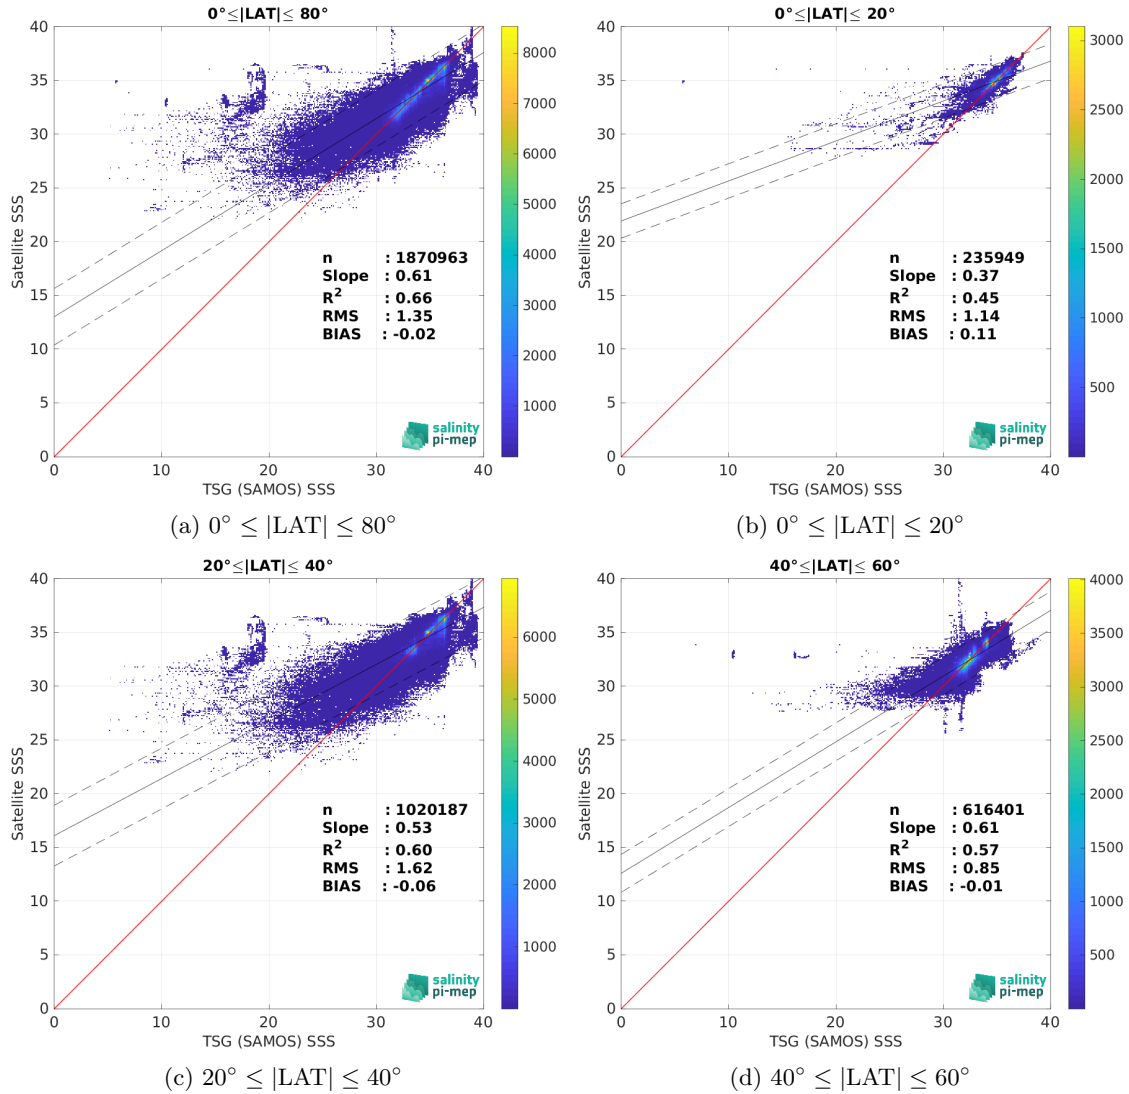 0°≤|LAT|≤ 80°
40
35
30
25
20
15
10
5
0
Satellite SSS
n : 1870963
Slope : 0.61
R² : 0.66
RMS : 1.35
BIAS : -0.02
salinity
pi-mep
0 10 20 30 40
TSG (SAMOS) SSS
8000
7000
6000
5000
4000
3000
2000
1000
(a) 0° ≤ |LAT| ≤ 80°
0°≤|LAT|≤ 20°
40
35
30
25
20
15
10
5
0
Satellite SSS
n : 235949
Slope : 0.37
R² : 0.45
RMS : 1.14
BIAS : 0.11
salinity
pi-mep
0 10 20 30 40
TSG (SAMOS) SSS
3000
2500
2000
1500
1000
500
(b) 0° ≤ |LAT| ≤ 20°
20°≤|LAT|≤ 40°
40
35
30
25
20
15
10
5
0
Satellite SSS
n : 1020187
Slope : 0.53
R² : 0.60
RMS : 1.62
BIAS : -0.06
salinity
pi-mep
0 10 20 30 40
TSG (SAMOS) SSS
6000
5000
4000
3000
2000
1000
(c) 20° ≤ |LAT| ≤ 40°
40°≤|LAT|≤ 60°
40
35
30
25
20
15
10
5
0
Satellite SSS
n : 616401
Slope : 0.61
R² : 0.57
RMS : 0.85
BIAS : -0.01
salinity
pi-mep
0 10 20 30 40
TSG (SAMOS) SSS
4000
3500
3000
2500
2000
1500
1000
500
(d) 40° ≤ |LAT| ≤ 60°